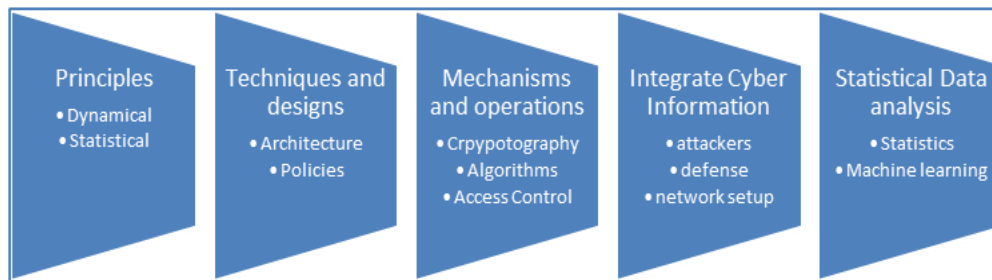 Principles
• Dynamical
• Statistical
Techniques and
designs
• Architecture
• Policies
Mechanisms
and operations
• Crpypotography
• Algorithms
• Access Control
Integrate Cyber
Information
• attackers
• defense
• network setup
Statistical Data
analysis
• Statistics
• Machine learning